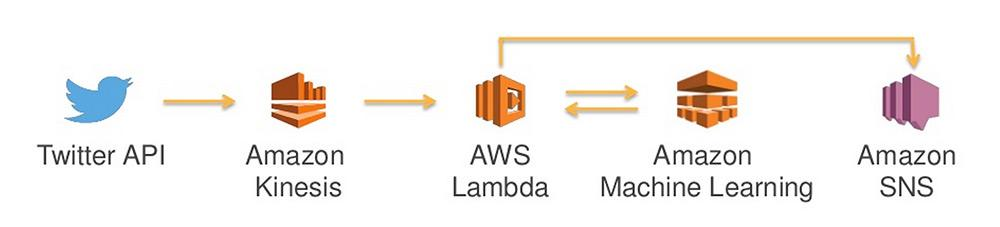 Twitter API
Amazon
Kinesis
AWS
Lambda
Amazon
Machine Learning
Amazon
SNS